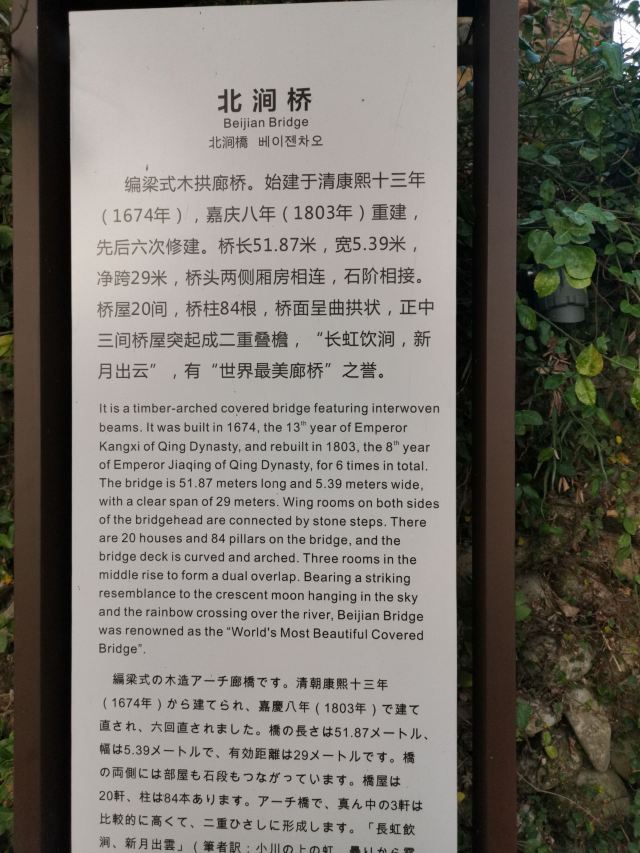 北涧桥
Beijian Bridge
北涧橋 베이젠차오
编梁式木拱廊桥。始建于清康熙十三年
（1674年），嘉庆八年（1803年）重建，
先后六次修建。桥长51.87米，宽5.39米，
净跨29米，桥头两侧厢房相连，石阶相接。
桥屋20间，桥柱84根，桥面呈曲拱状，正中
三间桥屋突起成二重叠檐，“长虹饮涧，新
月出云”，有“世界最美廊桥”之誉。
It is a timber-arched covered bridge featuring interwoven
beams. It was built in 1674, the 13th year of Emperor
Kangxi of Qing Dynasty, and rebuilt in 1803, the 8th year
of Emperor Jiaqing of Qing Dynasty, for 6 times in total.
The bridge is 51.87 meters long and 5.39 meters wide,
with a clear span of 29 meters. Wing rooms on both sides
of the bridgehead are connected by stone steps. There
are 20 houses and 84 pillars on the bridge, and the
bridge deck is curved and arched. Three rooms in the
middle rise to form a dual overlap. Bearing a striking
resemblance to the crescent moon hanging in the sky
and the rainbow crossing over the river, Beijian Bridge
was renowned as the “World's Most Beautiful Covered
Bridge”.
編梁式の木造アーチ廊橋です。清朝康熙十三年
（1674年）から建てられ、嘉慶八年（1803年）で建て
直され、六回直されました。橋の長さは51.87メートル、
幅は5.39メートルで、有効距離は29メートルです。橋
の両側には部屋も石段もつながっています。橋屋は
20軒、柱は84本あります。アーチ橋で、真ん中の3軒は
比較的に高くて、二重ひさしに形成します。「長虹飲
澗、新月出雲」（筆者訳：小川の上の虹、曇りから